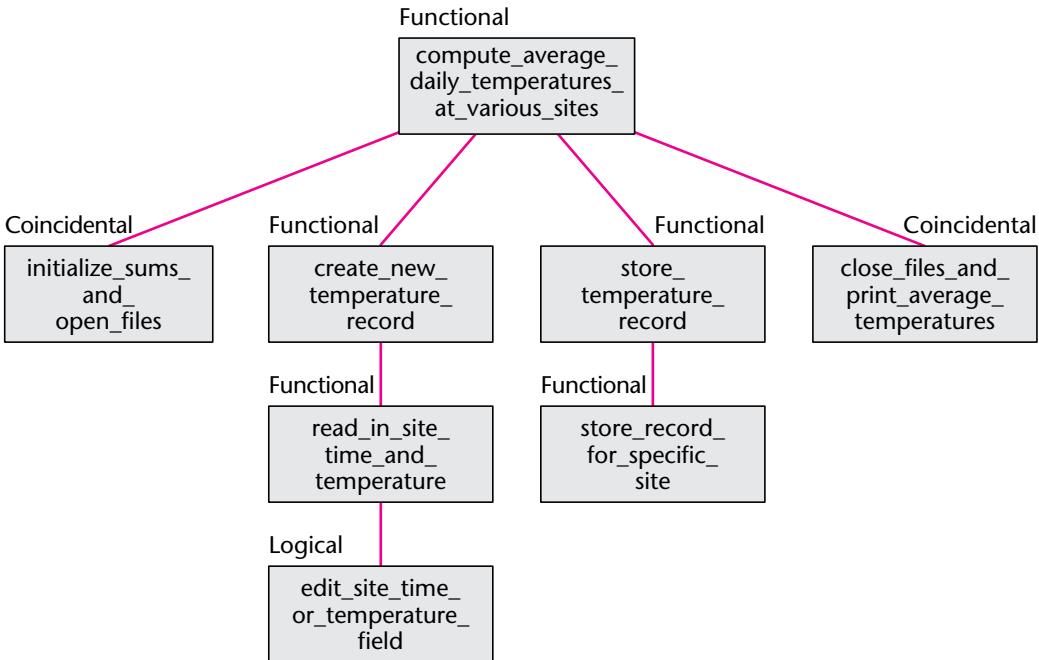 Functional
compute_average_
daily_temperatures_
at_various_sites
Coincidental
initialize_sums_
and_
open_files
Functional
create_new_
temperature_
record
Functional
store_
temperature_
record
Coincidental
close_files_and_
print_average_
temperatures
Functional
read_in_site_
time_and_
temperature
Functional
store_record_
for_specific_
site
Logical
edit_site_time_
or_temperature_
field